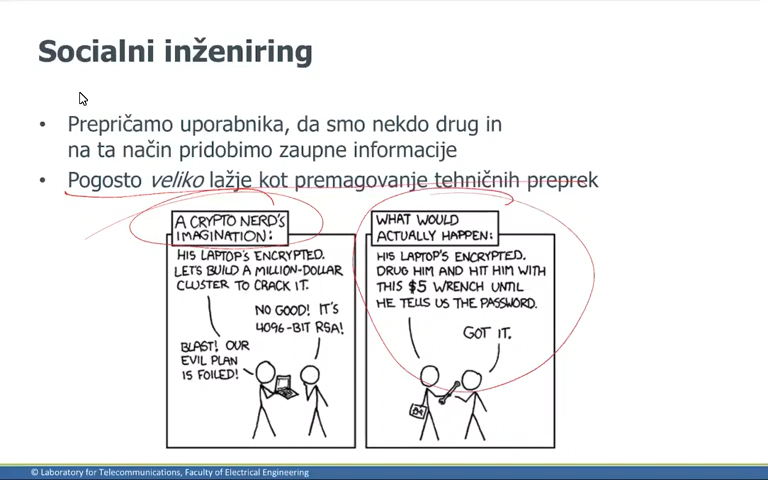 Socialni inženiring
• Prepričamo uporabnika, da smo nekdo drug in
na ta način pridobimo zaupne informacije
• Pogosto veliko lažje kot premagovanje tehničnih preprek
A CRYPTO NERD'S
IMAGINATION:
HIS LAPTOP'S ENCRYPTED.
LET'S BUILD A MILLION-DOLLAR
CLUSTER TO CRACK IT.
NO GOOD! IT'S
4096-BIT RSA!
BLAST! OUR
EVIL PLAN
IS FOILED!
WHAT WOULD
ACTUALLY HAPPEN:
HIS LAPTOP'S ENCRYPTED.
DRUG HIM AND HIT HIM WITH
THIS $5 WRENCH UNTIL
HE TELLS US THE PASSWORD.
GOT IT.
© Laboratory for Telecommunications, Faculty of Electrical Engineering